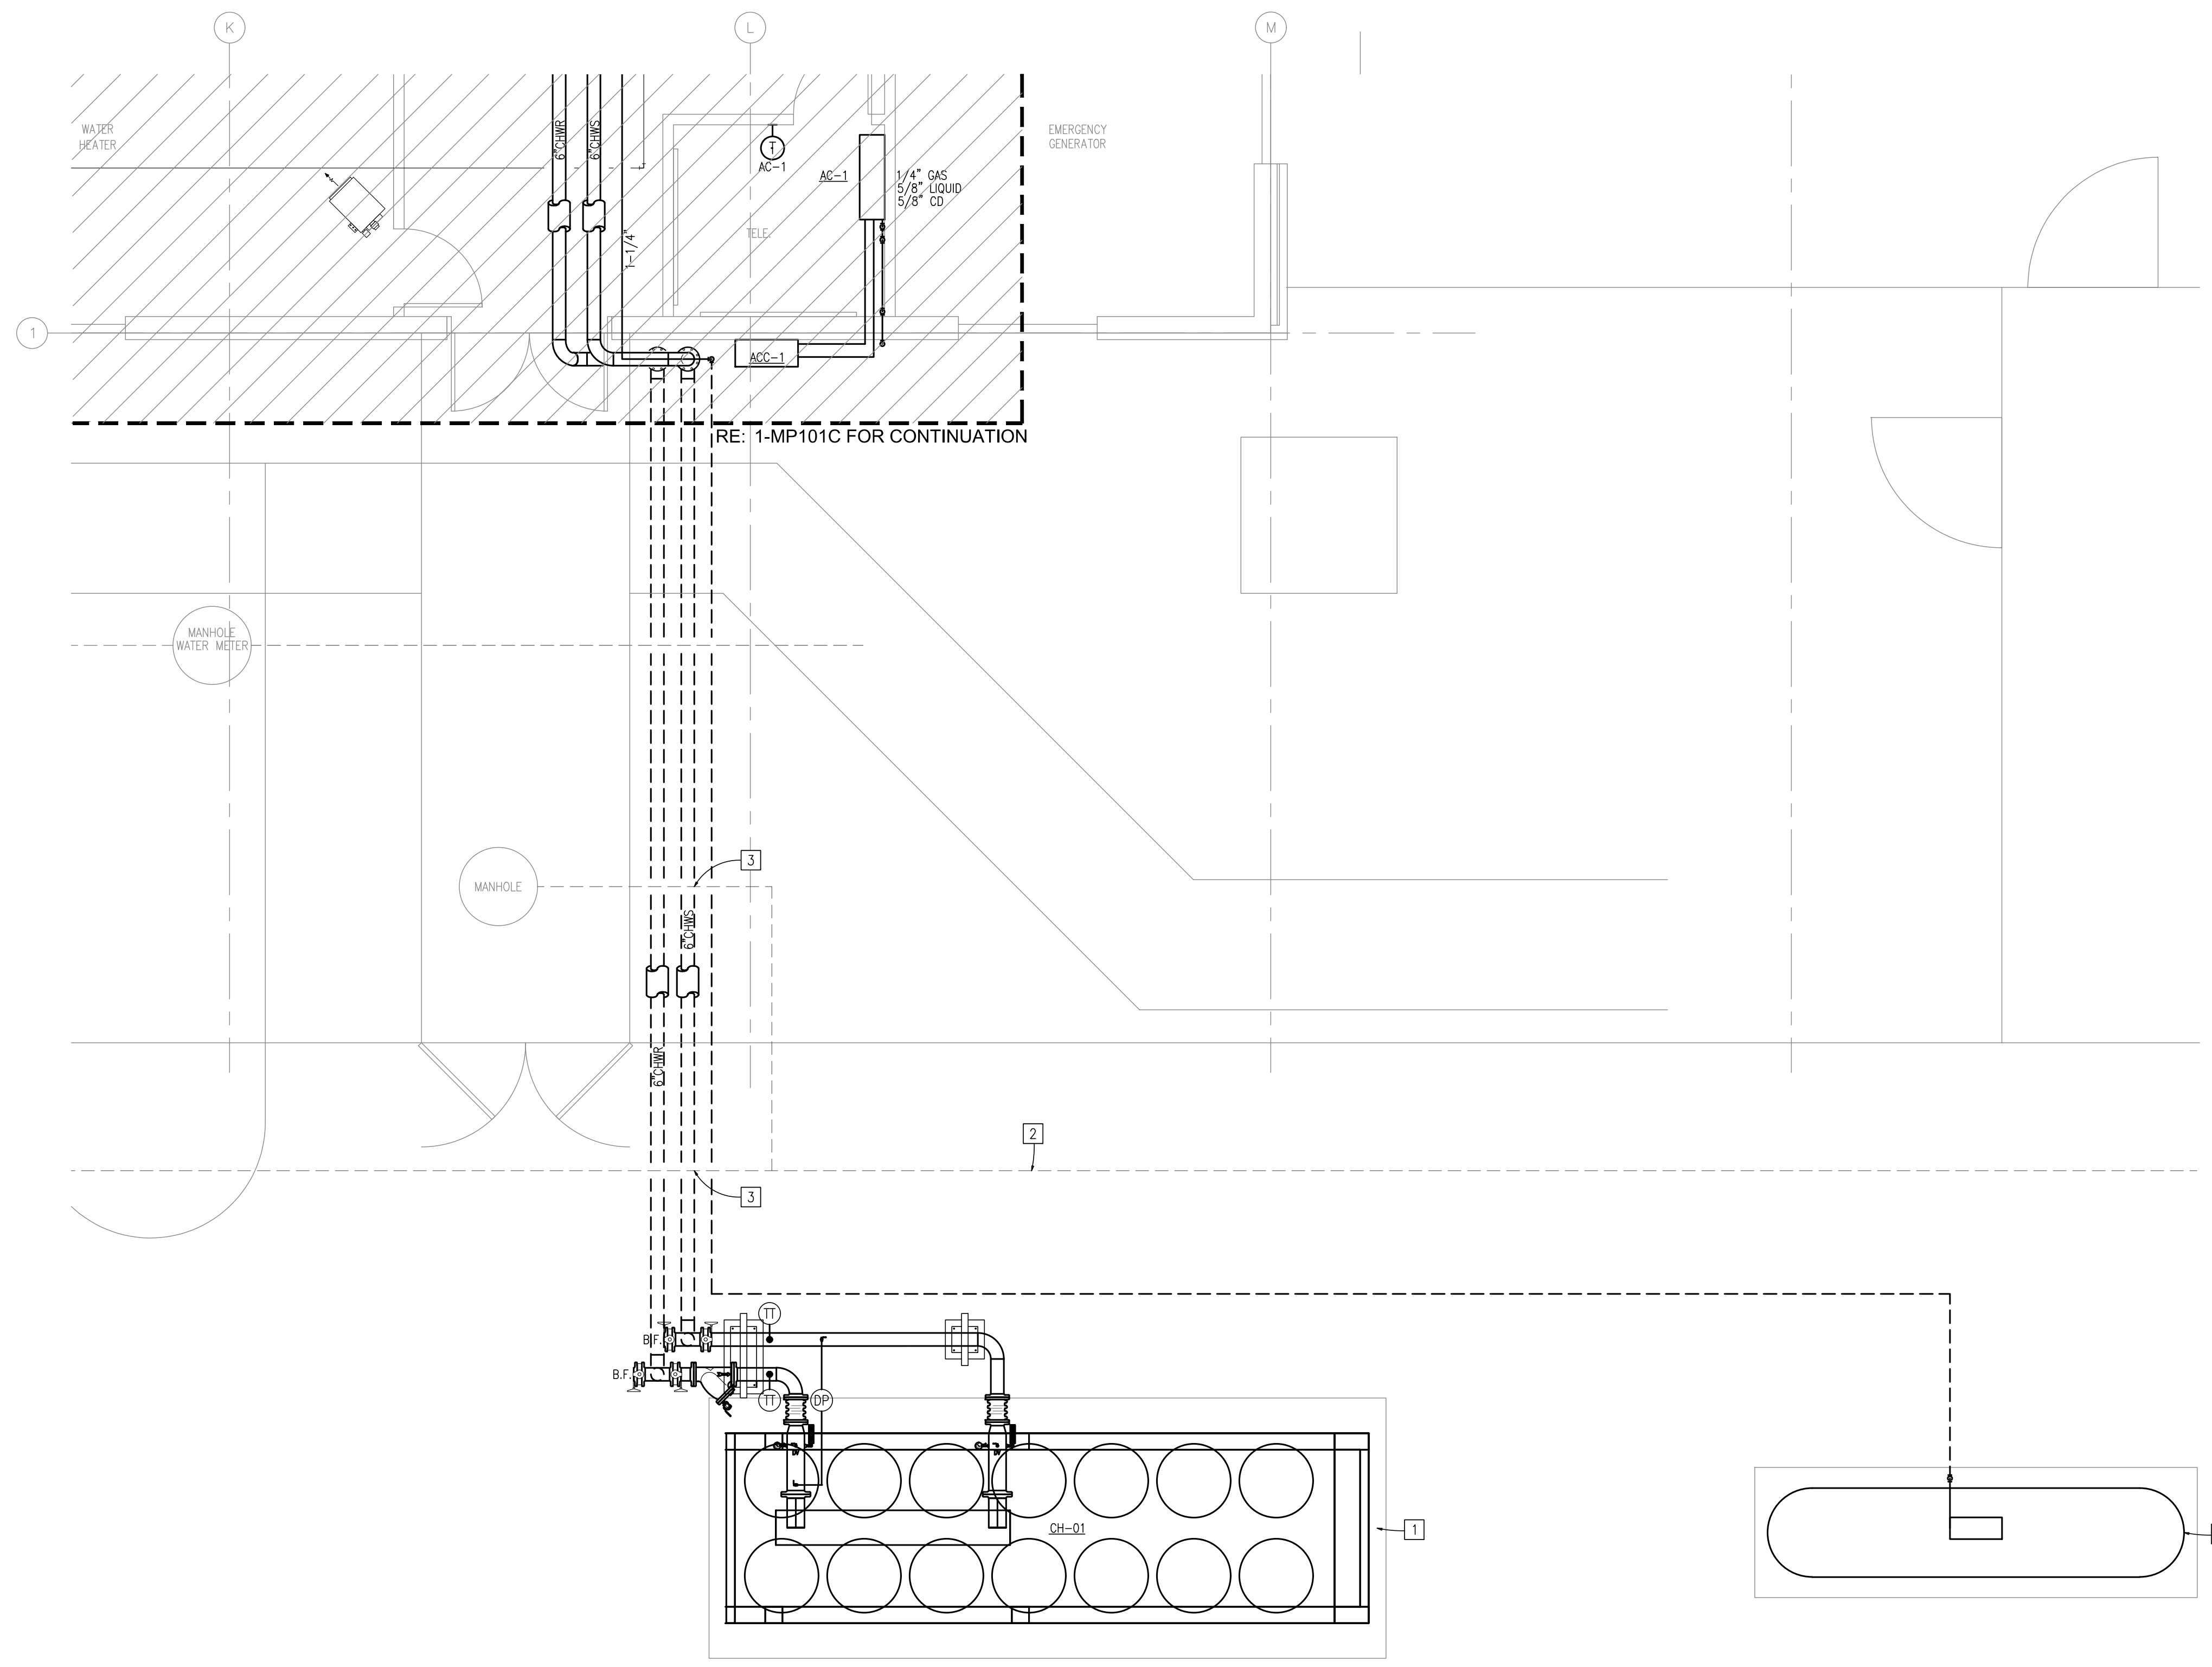 K
L
M
WATER
HEATER
6"CHWR
6"CHWS
T
AC-1
AC-1
1/4" GAS
5/8" LIQUID
5/8" CD
EMERGENCY
GENERATOR
TELE.
1-1/4"
1
ACC-1
RE: 1-MP101C FOR CONTINUATION
MANHOLE
WATER METER
3
MANHOLE
6"CHWS
6"CHWR
2
3
TT
B.F.
B.F.
TT
DP
CH-01
1